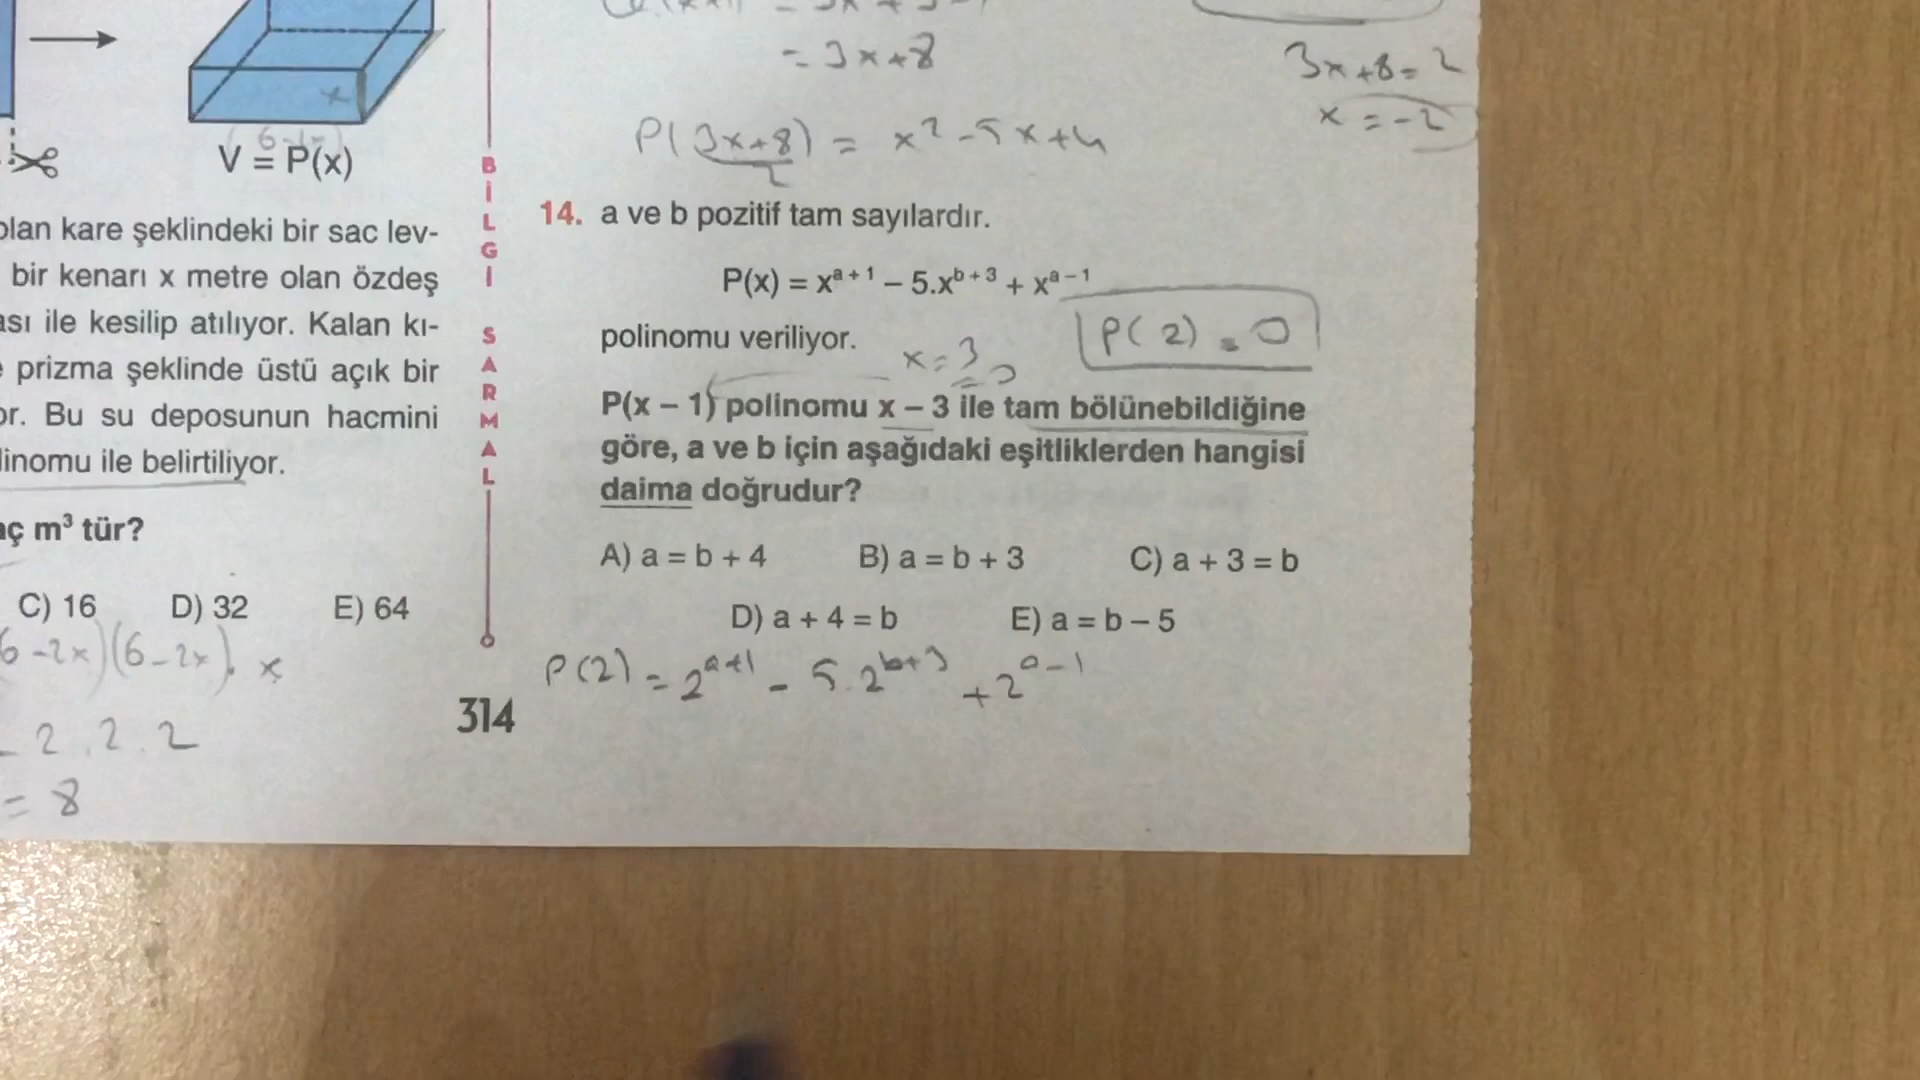 V = P(x)
olan kare şeklindeki bir sac lev-
bir kenarı x metre olan özdeş
ası ile kesilip atılıyor. Kalan kı-
prizma şeklinde üstü açık bir
or. Bu su deposunun hacmini
linomu ile belirtiliyor.
aç m³ tür?
C) 16 D) 32 E) 64
6-2x)(6-2x). x
2.2.2
= 8
BİLGİ SARMAL
314
= 3x+8
P(3x+8) = x²-5x+4
2
3x+8=2
x=-2
14. a ve b pozitif tam sayılardır.
P(x) = xᵃ⁺¹ – 5.xᵇ⁺³ + xᵃ⁻¹
polinomu veriliyor.
x=3
P(2)=0
P(x – 1) polinomu x – 3 ile tam bölünebildiğine
göre, a ve b için aşağıdaki eşitliklerden hangisi
daima doğrudur?
A) a = b + 4 B) a = b + 3 C) a + 3 = b
D) a + 4 = b E) a = b – 5
P(2) = 2ᵃ⁺¹ - 5.2ᵇ⁺³ + 2ᵃ⁻¹